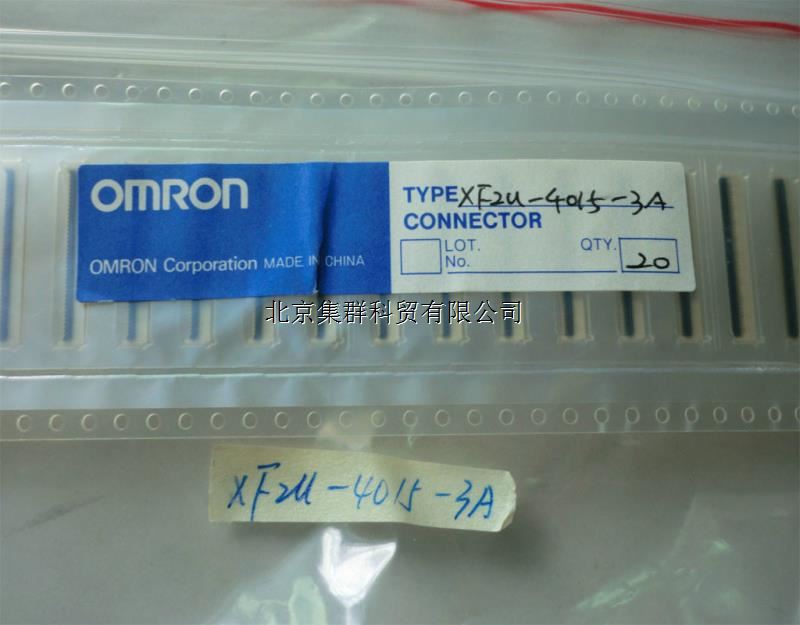 OMRON
OMRON Corporation MADE IN CHINA
TYPE XF2U-4015-3A
CONNECTOR
LOT. No.
QTY. 20
北京集群科贸有限公司
XF2U-4015-3A